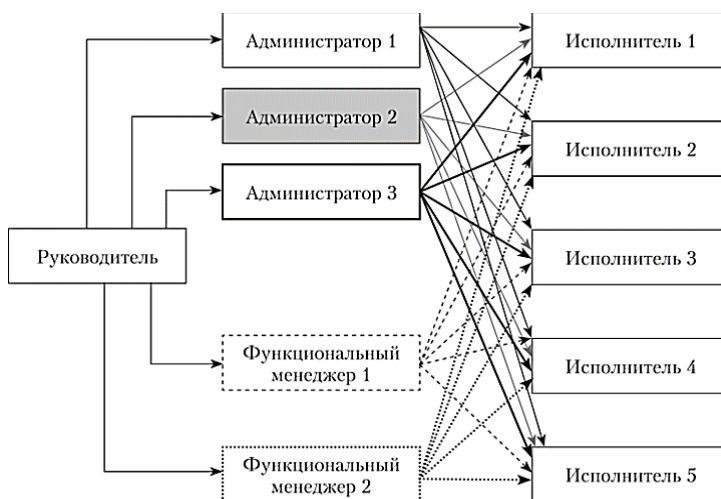 Администратор 1
Исполнитель 1
Администратор 2
Исполнитель 2
Администратор 3
Руководитель
Исполнитель 3
Функциональный
менеджер 1
Исполнитель 4
Функциональный
менеджер 2
Исполнитель 5